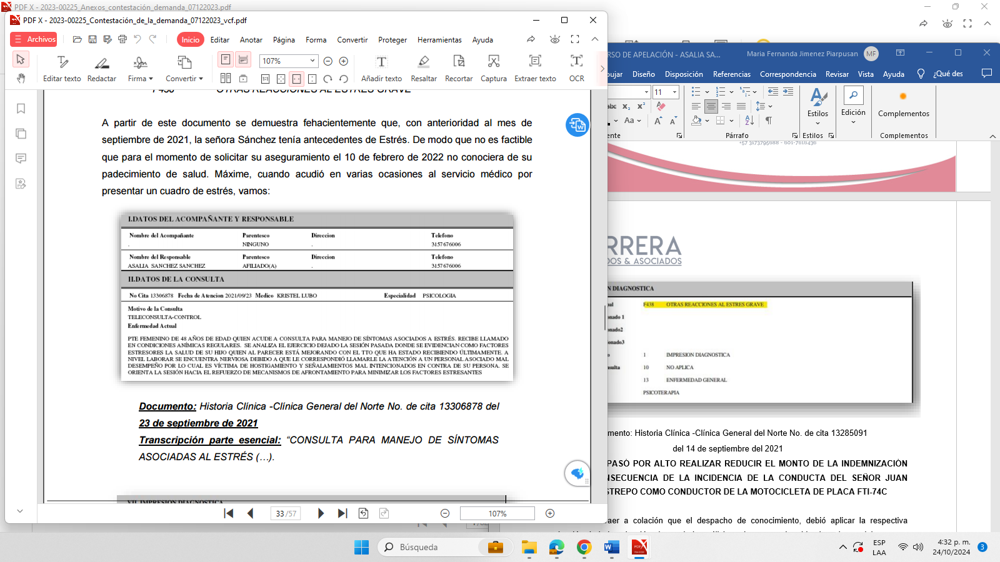 PDF X - 2023-00225_Anexos_contestación_demanda_07122023.pdf
PDF X - 2023-00225_Contestación_de_la_demanda_07122023_vcf.pdf
Archivos
Inicio
Editar
Anotar
Página
Forma
Convertir
Proteger
Herramientas
Ayuda
107%
Editar texto
Redactar
Firma
Convertir
Añadir texto
Resaltar
Recortar
Captura
Extraer texto
OCR
F438 OTRAS REACCIONES AL ESTRES GRAVE
A partir de este documento se demuestra fehacientemente que, con anterioridad al mes de
septiembre de 2021, la señora Sánchez tenía antecedentes de Estrés. De modo que no es factible
que para el momento de solicitar su aseguramiento el 10 de febrero de 2022 no conociera de su
padecimiento de salud. Máxime, cuando acudió en varias ocasiones al servicio médico por
presentar un cuadro de estrés, vamos:
I.DATOS DEL ACOMPAÑANTE Y RESPONSABLE
Nombre del Acompañante Parentesco Direccion Telefono
. NINGUNO . 3157676006
Nombre del Responsable Parentesco Direccion Telefono
ASALIA SANCHEZ SANCHEZ AFILIADO(A) . 3157676006
II.DATOS DE LA CONSULTA
No Cita 13306878 Fecha de Atencion 2021/09/23 Medico KRISTEL LUBO Especialidad PSICOLOGIA
Motivo de la Consulta
TELECONSULTA-CONTROL
Enfermedad Actual
PTE FEMENINO DE 48 AÑOS DE EDAD QUIEN ACUDE A CONSULTA PARA MANEJO DE SÍNTOMAS ASOCIADOS A ESTRÉS. RECIBE LLAMADO
EN CONDICIONES ANÍMICAS REGULARES. SE ANALIZA EL EJERCICIO DEJADO LA SESIÓN PASADA DONDE SE EVIDENCIAN COMO FACTORES
ESTRESORES LA SALUD DE SU HIJO QUIEN AL PARECER ESTÁ MEJORANDO CON EL TTO QUE HA ESTADO RECIBIENDO ÚLTIMAMENTE. A
NIVEL LABORAR SE ENCUENTRA NERVIOSA DEBIDO A QUE LE CORRESPONDIÓ LLAMARLE LA ATENCIÓN A UN PERSONAL ASOCIADO MAL
DESEMPEÑO POR LO CUAL ES VÍCTIMA DE HOSTIGAMIENTO Y SEÑALAMIENTOS MAL INTENCIONADOS EN CONTRA DE SU PERSONA. SE
ORIENTA LA SESIÓN HACIA EL REFUERZO DE MECANISMOS DE AFRONTAMIENTO PARA MINIMIZAR LOS FACTORES ESTRESANTES
Documento: Historia Clínica -Clínica General del Norte No. de cita 13306878 del
23 de septiembre de 2021
Transcripción parte esencial: “CONSULTA PARA MANEJO DE SÍNTOMAS
ASOCIADAS AL ESTRÉS (…).
VII. IMPRESION DIAGNOSTICA
33 /57
107%
RSO DE APELACIÓN - ASALIA SA...
Maria Fernanda Jimenez Piarpusan
MF
bujar
Diseño
Disposición
Referencias
Correspondencia
Revisar
Vista
Ayuda
¿Qué des
11
Aa
Estilos
Edición
Complementos
ente
Párrafo
Estilos
Complementos
+57 3173795688 - 601-7616436
RRERA
DOS & ASOCIADOS
N DIAGNOSTICA
pal F438 OTRAS REACCIONES AL ESTRES GRAVE
onado 1
onado2
onado3
o 1 IMPRESION DIAGNOSTICA
nsulta 10 NO APLICA
13 ENFERMEDAD GENERAL
PSICOTERAPIA
mento: Historia Clínica -Clínica General del Norte No. de cita 13285091
del 14 de septiembre del 2021
PASÓ POR ALTO REALIZAR REDUCIR EL MONTO DE LA INDEMNIZACIÓN
NSECUENCIA DE LA INCIDENCIA DE LA CONDUCTA DEL SEÑOR JUAN
STREPO COMO CONDUCTOR DE LA MOTOCICLETA DE PLACA FTI-74C
aer a colación que el despacho de conocimiento, debió aplicar la respectiva
Búsqueda
ESP
LAA
4:32 p. m.
24/10/2024
3